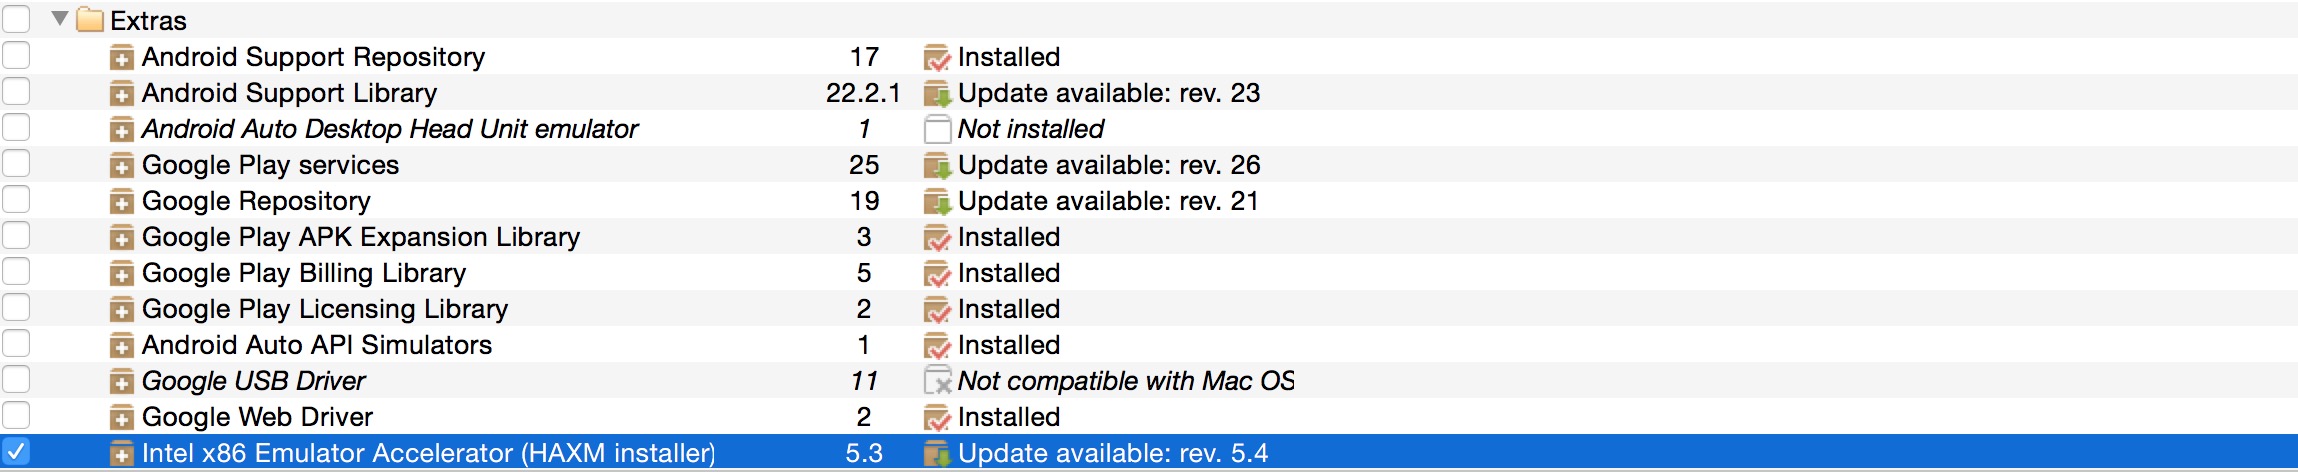 Extras
Android Support Repository 17 Installed
Android Support Library 22.2.1 Update available: rev. 23
Android Auto Desktop Head Unit emulator 1 Not installed
Google Play services 25 Update available: rev. 26
Google Repository 19 Update available: rev. 21
Google Play APK Expansion Library 3 Installed
Google Play Billing Library 5 Installed
Google Play Licensing Library 2 Installed
Android Auto API Simulators 1 Installed
Google USB Driver 11 Not compatible with Mac OS
Google Web Driver 2 Installed
Intel x86 Emulator Accelerator (HAXM installer) 5.3 Update available: rev. 5.4